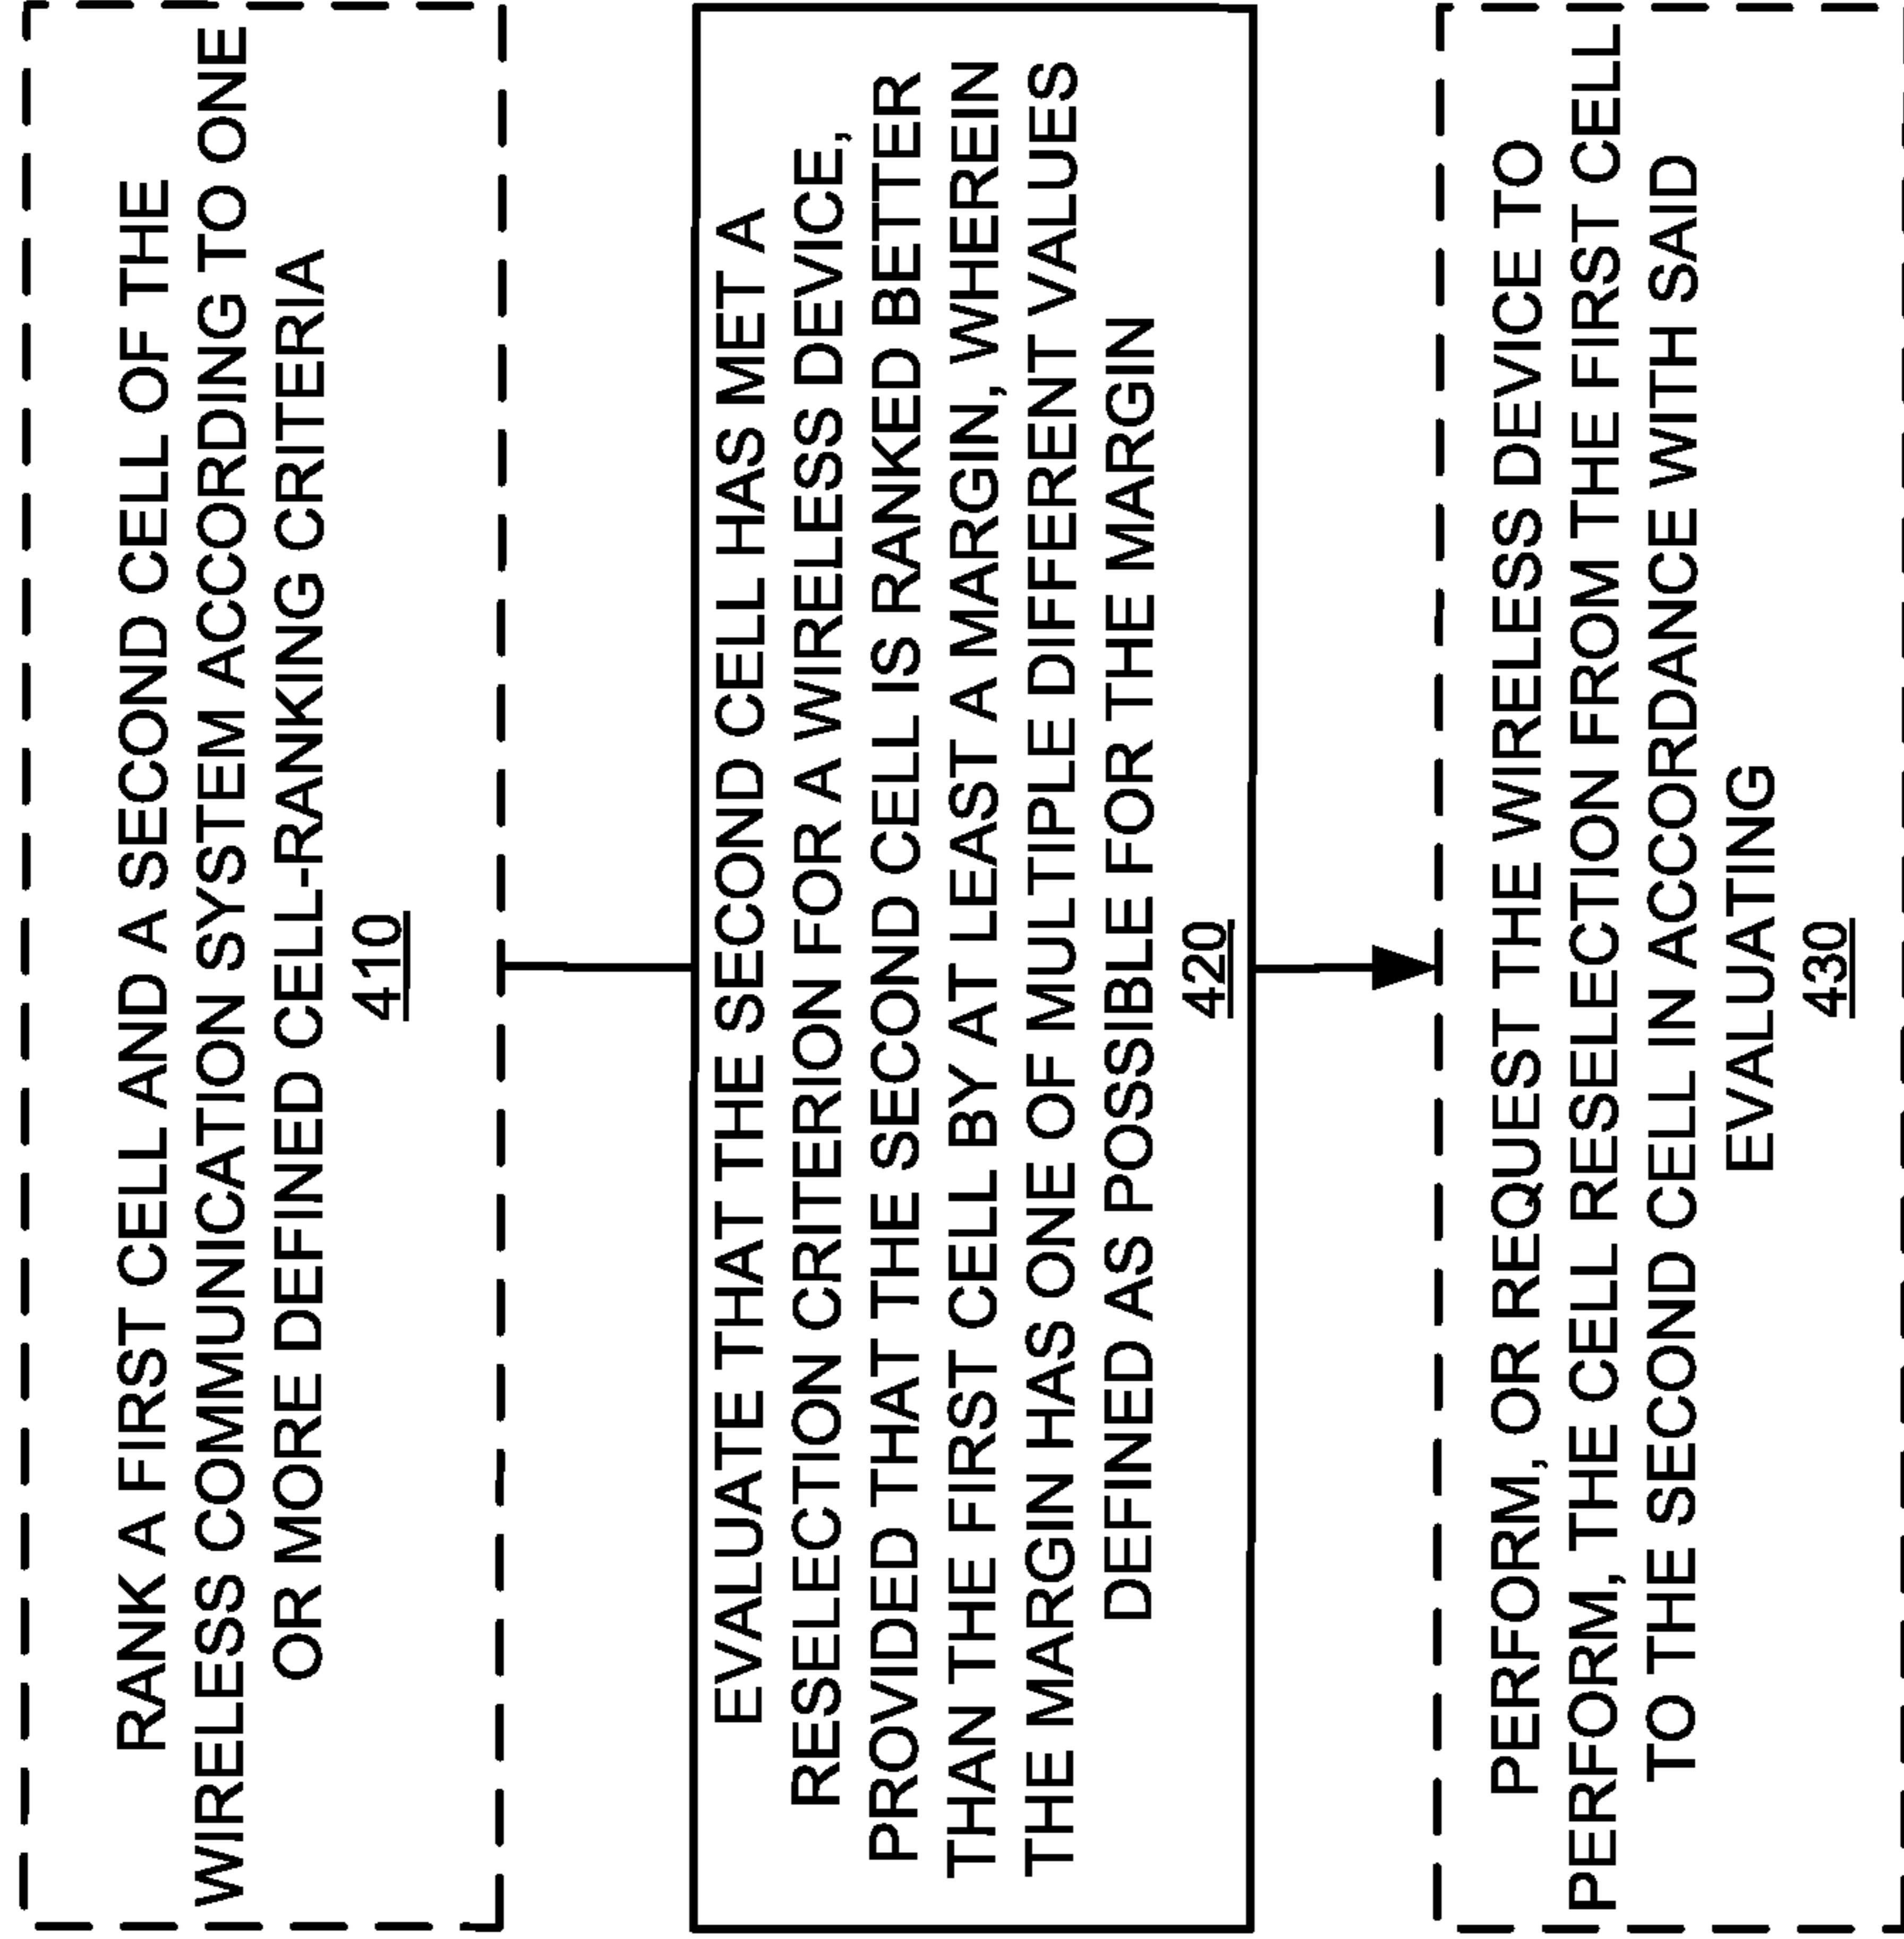 RANK A FIRST CELL AND A SECOND CELL OF THE
WIRELESS COMMUNICATION SYSTEM ACCORDING TO ONE
OR MORE DEFINED CELL-RANKING CRITERIA
410
EVALUATE THAT THE SECOND CELL HAS MET A
RESELECTION CRITERION FOR A WIRELESS DEVICE,
PROVIDED THAT THE SECOND CELL IS RANKED BETTER
THAN THE FIRST CELL BY AT LEAST A MARGIN, WHEREIN
THE MARGIN HAS ONE OF MULTIPLE DIFFERENT VALUES
DEFINED AS POSSIBLE FOR THE MARGIN
420
PERFORM, OR REQUEST THE WIRELESS DEVICE TO
PERFORM, THE CELL RESELECTION FROM THE FIRST CELL
TO THE SECOND CELL IN ACCORDANCE WITH SAID
EVALUATING
430